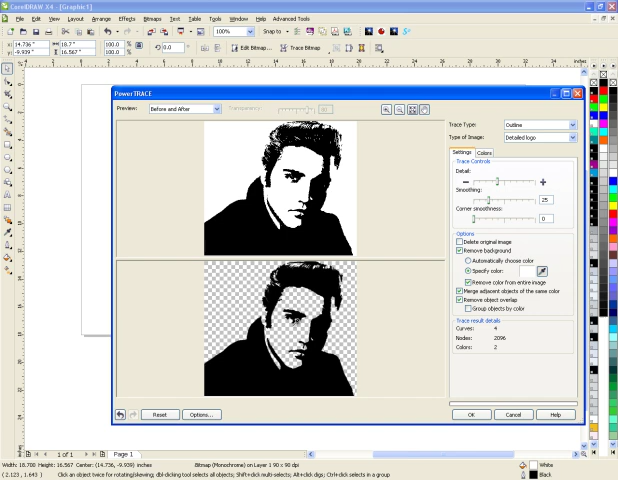 CorelDRAW X4 - [Graphic1]
File Edit View Layout Arrange Effects Bitmaps Text Table Tools Window Help Advanced Tools
100% Snap to
x: 14.736 " 18.7 " 100.0 % 0.0 ° Edit Bitmap... Trace Bitmap
y: -9.939 " 16.567 " 100.0 %
inches
PowerTRACE
Preview: Before and After Transparency:
Trace Type: Outline
Type of Image: Detailed logo
Settings Colors
Trace Controls
Detail:
Smoothing:
25
Corner smoothness:
0
Options
Delete original image
Remove background
Automatically choose color
Specify color:
Remove color from entire image
Merge adjacent objects of the same color
Remove object overlap
Group objects by color
Trace result details
Curves: 4
Nodes: 2096
Colors: 2
Reset Options... OK Cancel Help
1 of 1 Page 1
Width: 18.700 Height: 16.567 Center: (14.736, -9.939) inches Bitmap (Monochrome) on Layer 1 90 x 90 dpi White
( 2.123 , 1.643 ) Click an object twice for rotating/skewing; dbl-clicking tool selects all objects; Shift+click multi-selects; Alt+click digs; Ctrl+click selects in a group Black